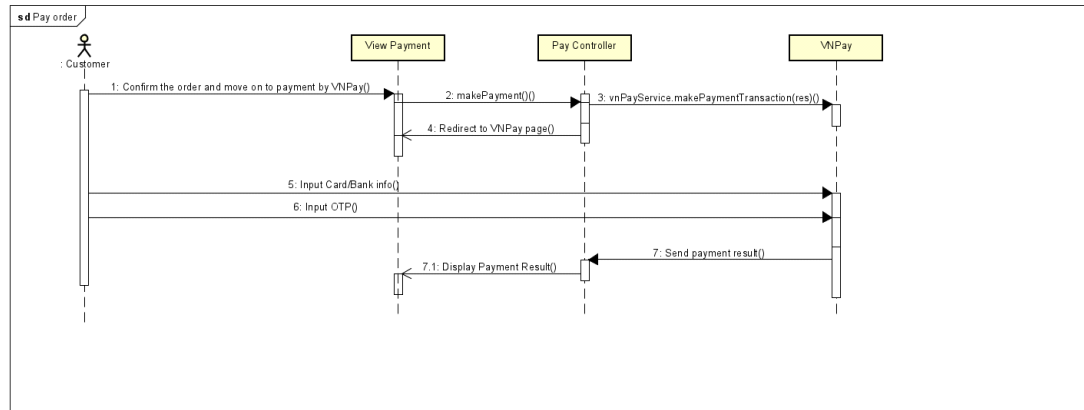 sd Pay order
: Customer
View Payment
Pay Controller
VNPay
1: Confirm the order and move on to payment by VNPay()
2: makePayment()()
3: vnPayService.makePaymentTransaction(res)()
4: Redirect to VNPay page()
5: Input Card/Bank info()
6: Input OTP()
7: Send payment result()
7.1: Display Payment Result()